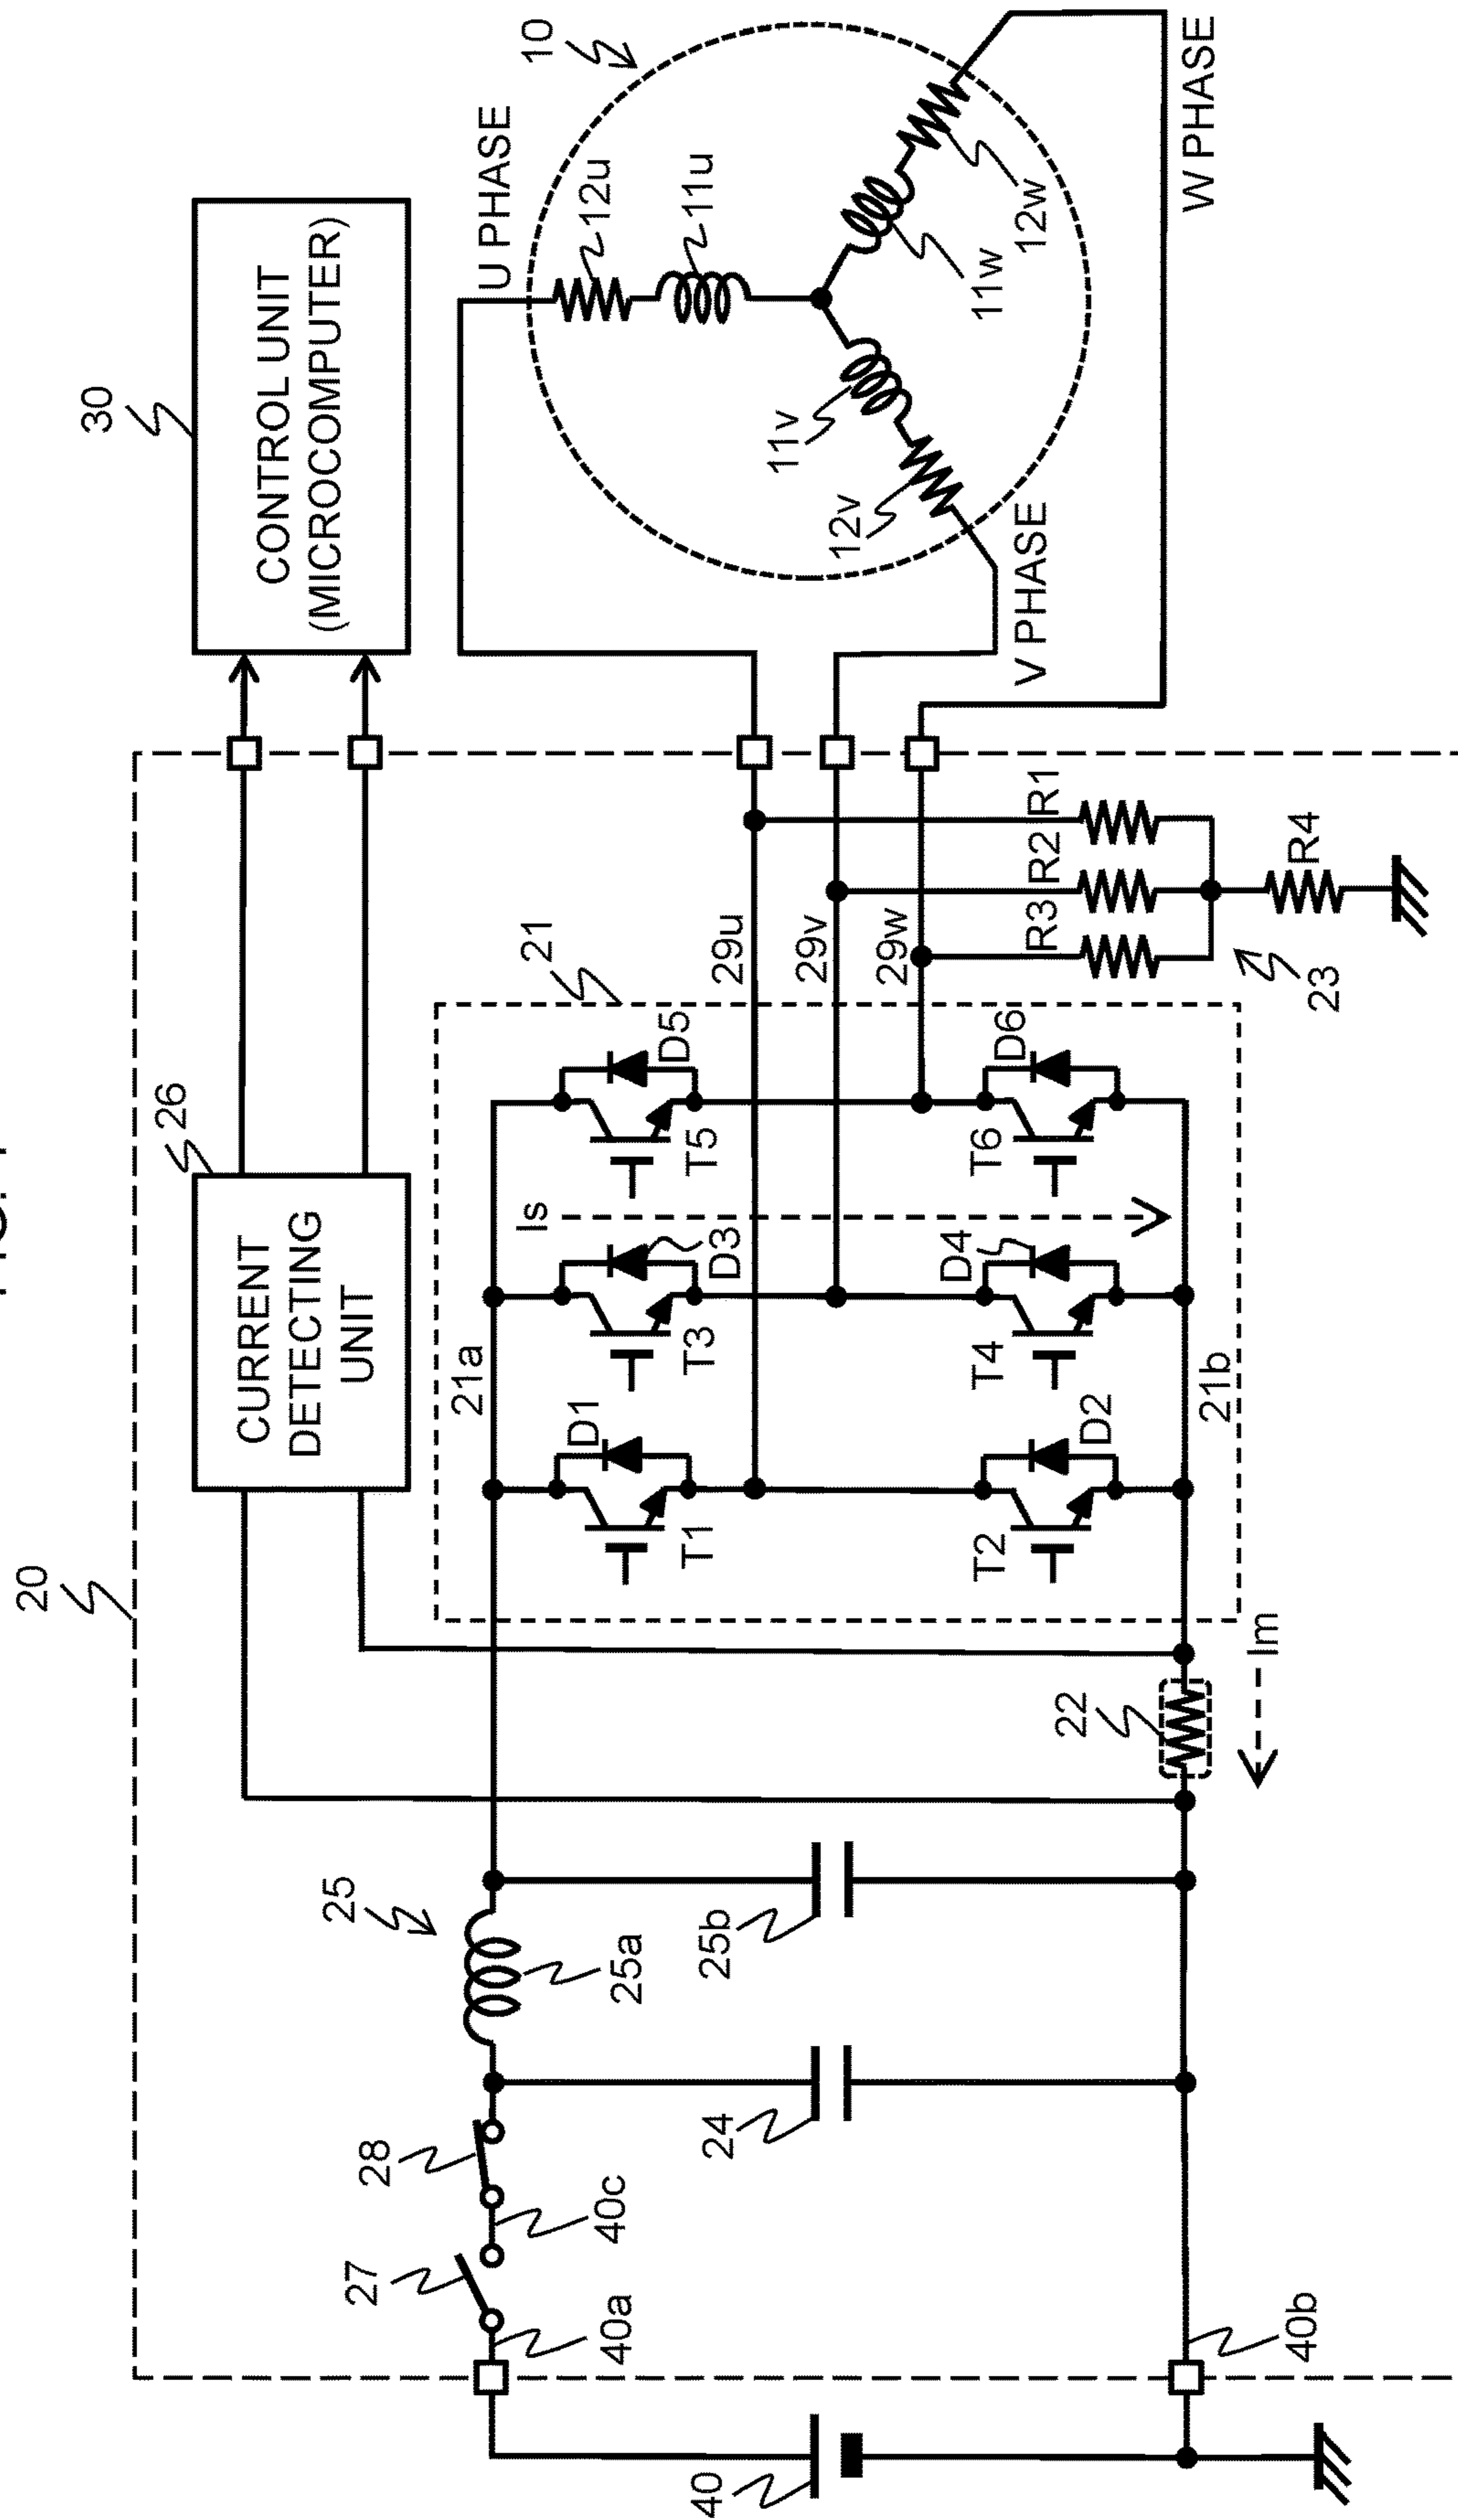 20
26
CURRENT
DETECTING
UNIT
30
CONTROL UNIT
(MICROCOMPUTER)
40
40a
27
40c
28
24
25
25a
25b
22
Im
40b
21
21a
21b
Is
T1
D1
T3
D3
T5
D5
T2
D2
T4
D4
T6
D6
29u
29v
29w
R3
R2
R1
R4
23
10
U PHASE
12u
11u
11v
12v
11w
12w
V PHASE
W PHASE